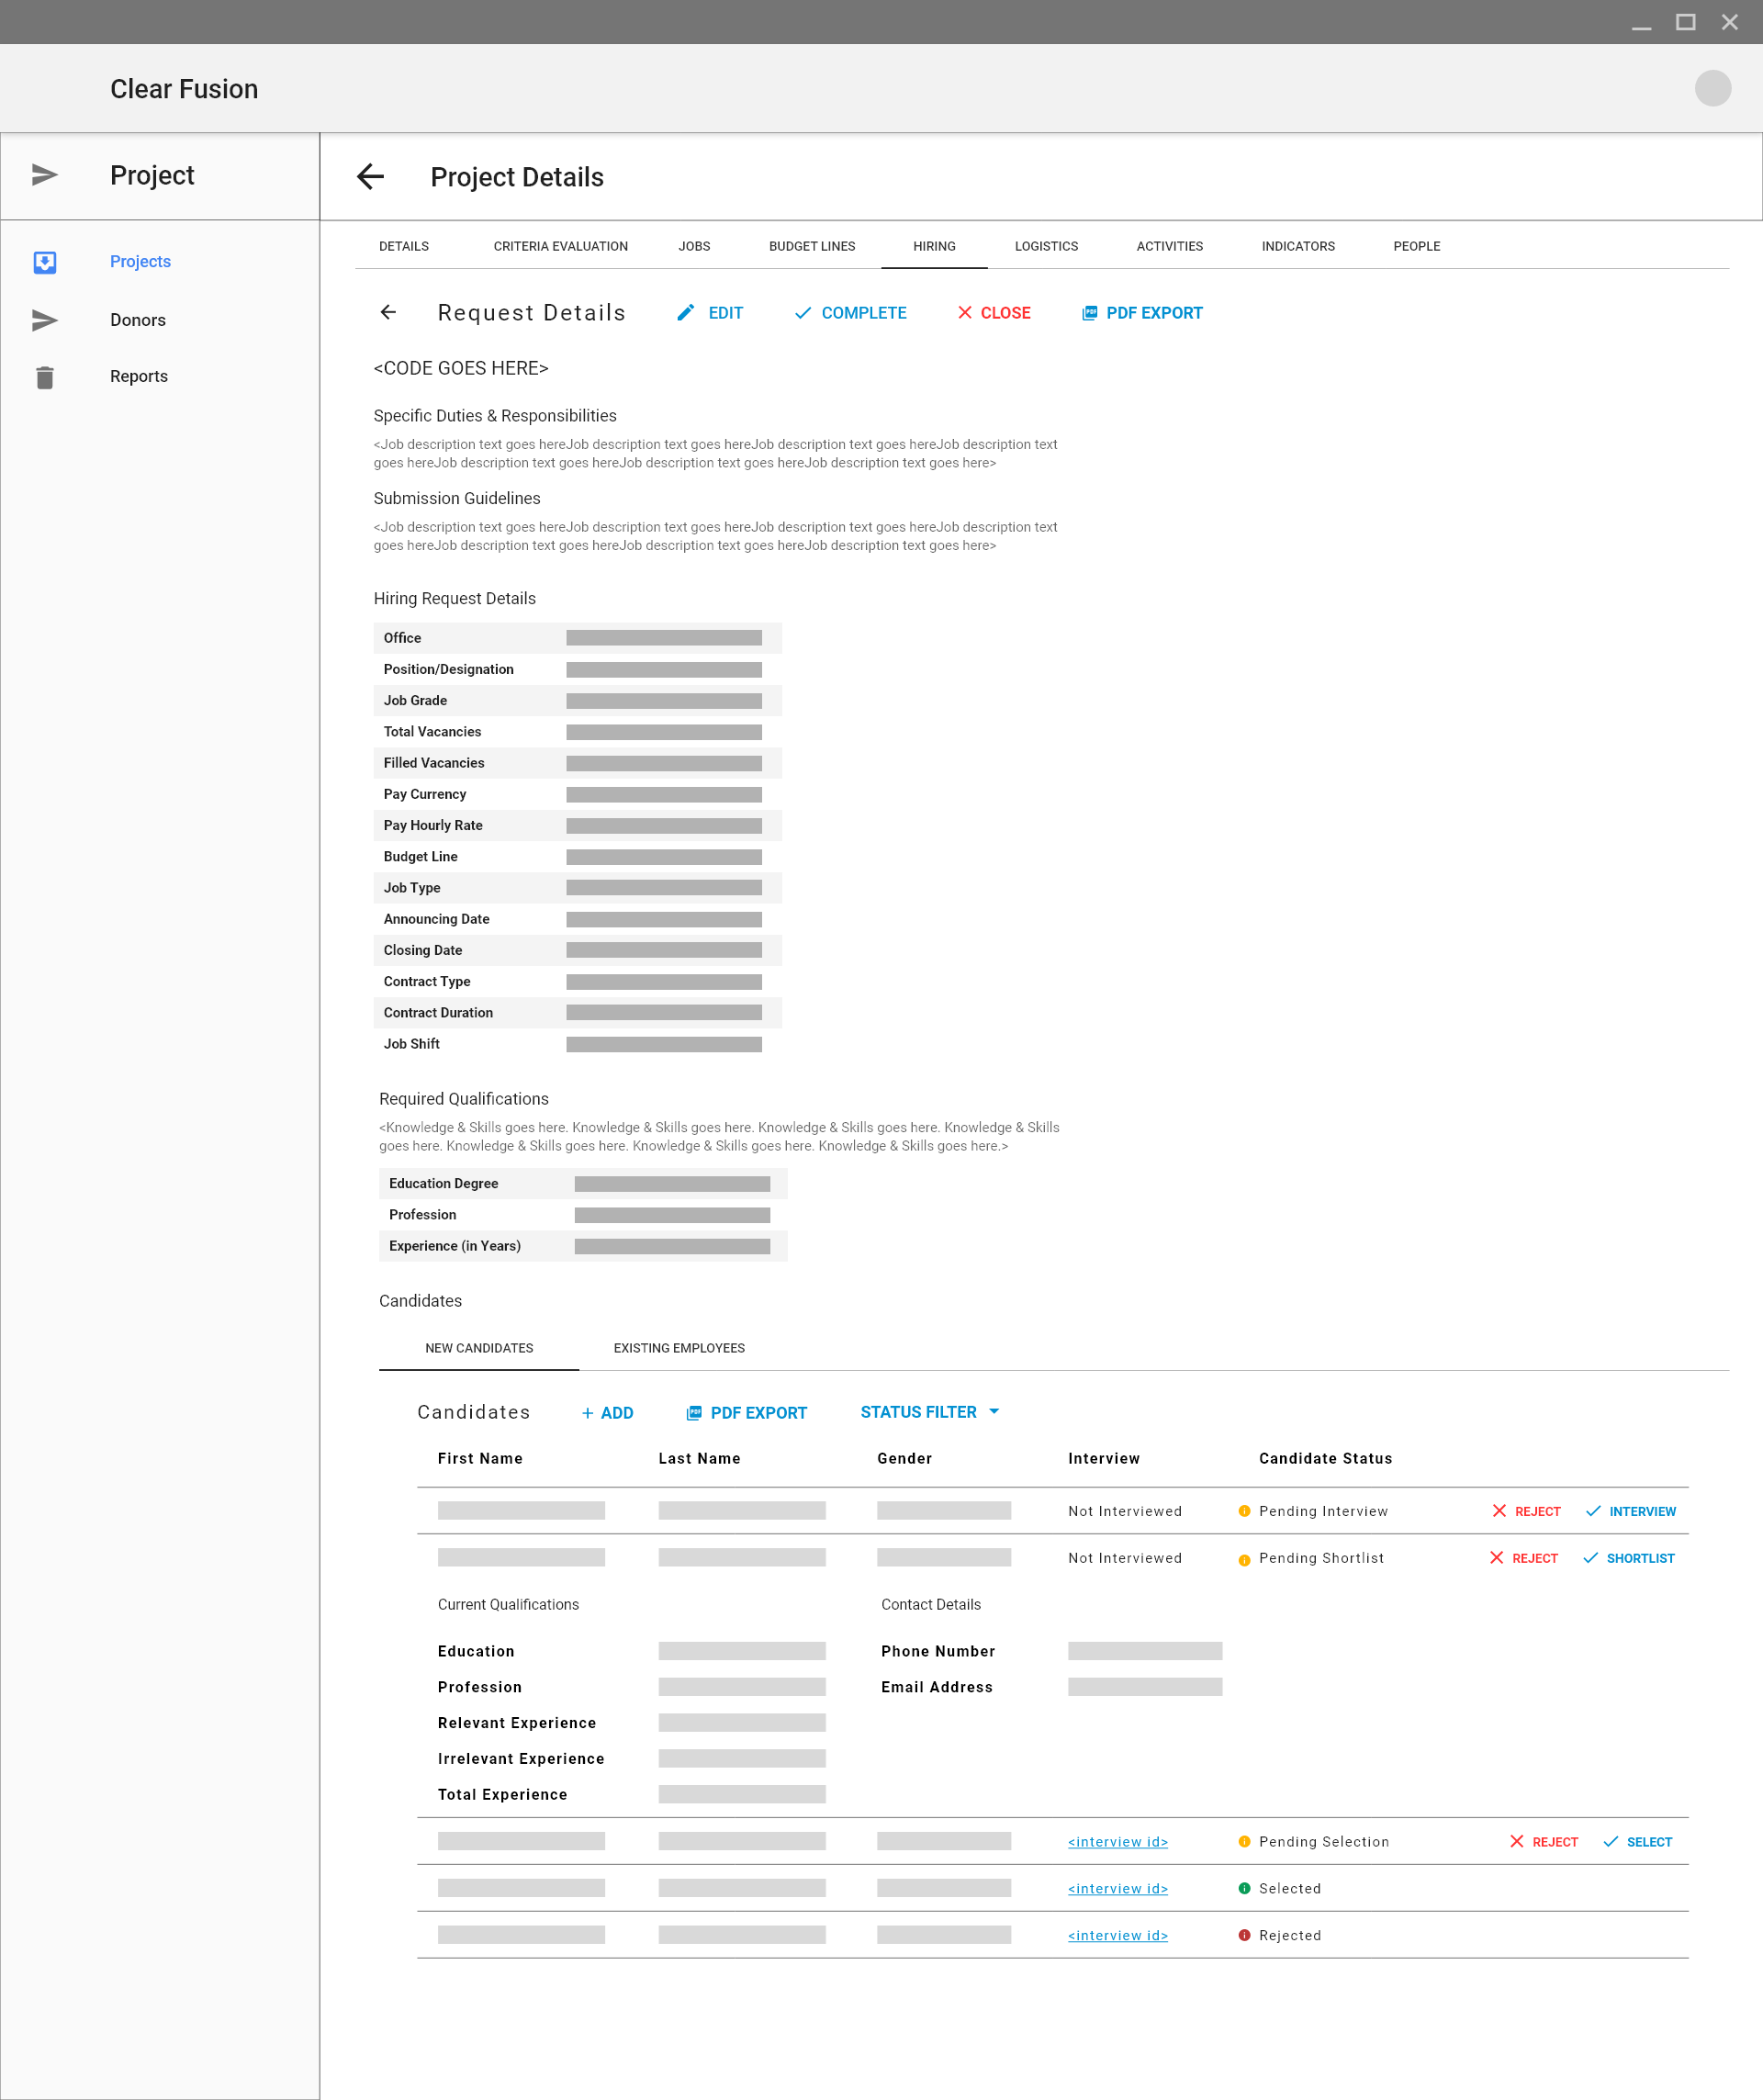 Clear Fusion
Project
Project Details
Projects
Donors
Reports
DETAILS CRITERIA EVALUATION JOBS BUDGET LINES HIRING LOGISTICS ACTIVITIES INDICATORS PEOPLE
Request Details EDIT COMPLETE CLOSE PDF EXPORT
<CODE GOES HERE>
Specific Duties & Responsibilities
<Job description text goes hereJob description text goes hereJob description text goes hereJob description text
goes hereJob description text goes hereJob description text goes hereJob description text goes here>
Submission Guidelines
<Job description text goes hereJob description text goes hereJob description text goes hereJob description text
goes hereJob description text goes hereJob description text goes hereJob description text goes here>
Hiring Request Details
Office
Position/Designation
Job Grade
Total Vacancies
Filled Vacancies
Pay Currency
Pay Hourly Rate
Budget Line
Job Type
Announcing Date
Closing Date
Contract Type
Contract Duration
Job Shift
Required Qualifications
<Knowledge & Skills goes here. Knowledge & Skills goes here. Knowledge & Skills goes here. Knowledge & Skills
goes here. Knowledge & Skills goes here. Knowledge & Skills goes here. Knowledge & Skills goes here.>
Education Degree
Profession
Experience (in Years)
Candidates
NEW CANDIDATES EXISTING EMPLOYEES
Candidates ADD PDF EXPORT STATUS FILTER
First Name Last Name Gender Interview Candidate Status
Not Interviewed Pending Interview REJECT INTERVIEW
Not Interviewed Pending Shortlist REJECT SHORTLIST
Current Qualifications Contact Details
Education Phone Number
Profession Email Address
Relevant Experience
Irrelevant Experience
Total Experience
<interview id> Pending Selection REJECT SELECT
<interview id> Selected
<interview id> Rejected